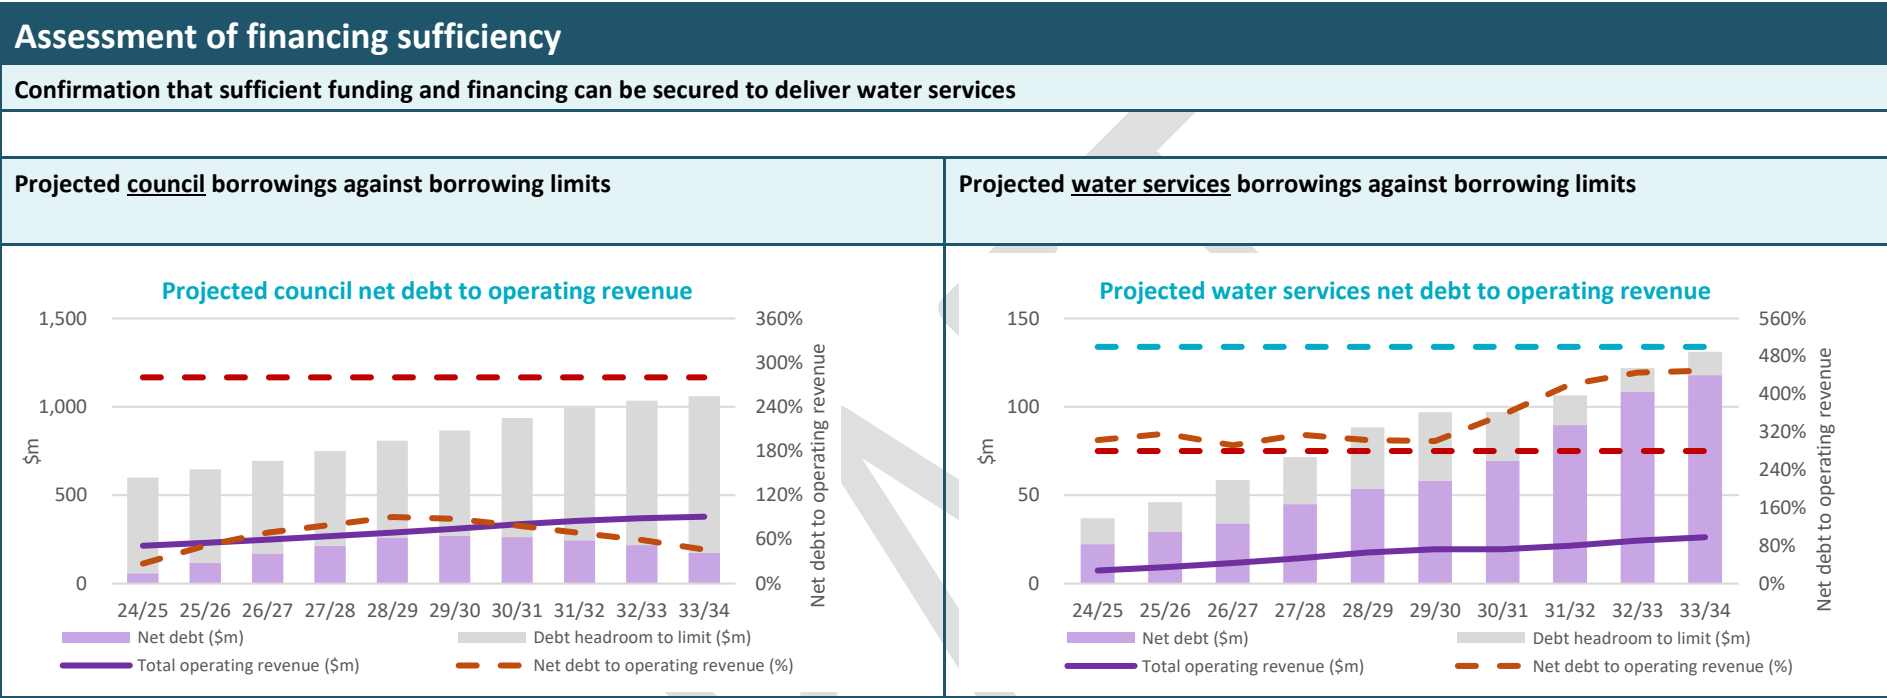 Assessment of financing sufficiency
Confirmation that sufficient funding and financing can be secured to deliver water services
Projected council borrowings against borrowing limits
Projected water services borrowings against borrowing limits
Projected council net debt to operating revenue
1,500
1,000
500
0
$m
360%
300%
240%
180%
120%
60%
0%
Net debt to operating revenue
24/25 25/26 26/27 27/28 28/29 29/30 30/31 31/32 32/33 33/34
Net debt ($m)
Debt headroom to limit ($m)
Total operating revenue ($m)
Net debt to operating revenue (%)
Projected water services net debt to operating revenue
150
100
50
0
$m
560%
480%
400%
320%
240%
160%
80%
0%
Net debt to operating revenue
24/25 25/26 26/27 27/28 28/29 29/30 30/31 31/32 32/33 33/34
Net debt ($m)
Debt headroom to limit ($m)
Total operating revenue ($m)
Net debt to operating revenue (%)